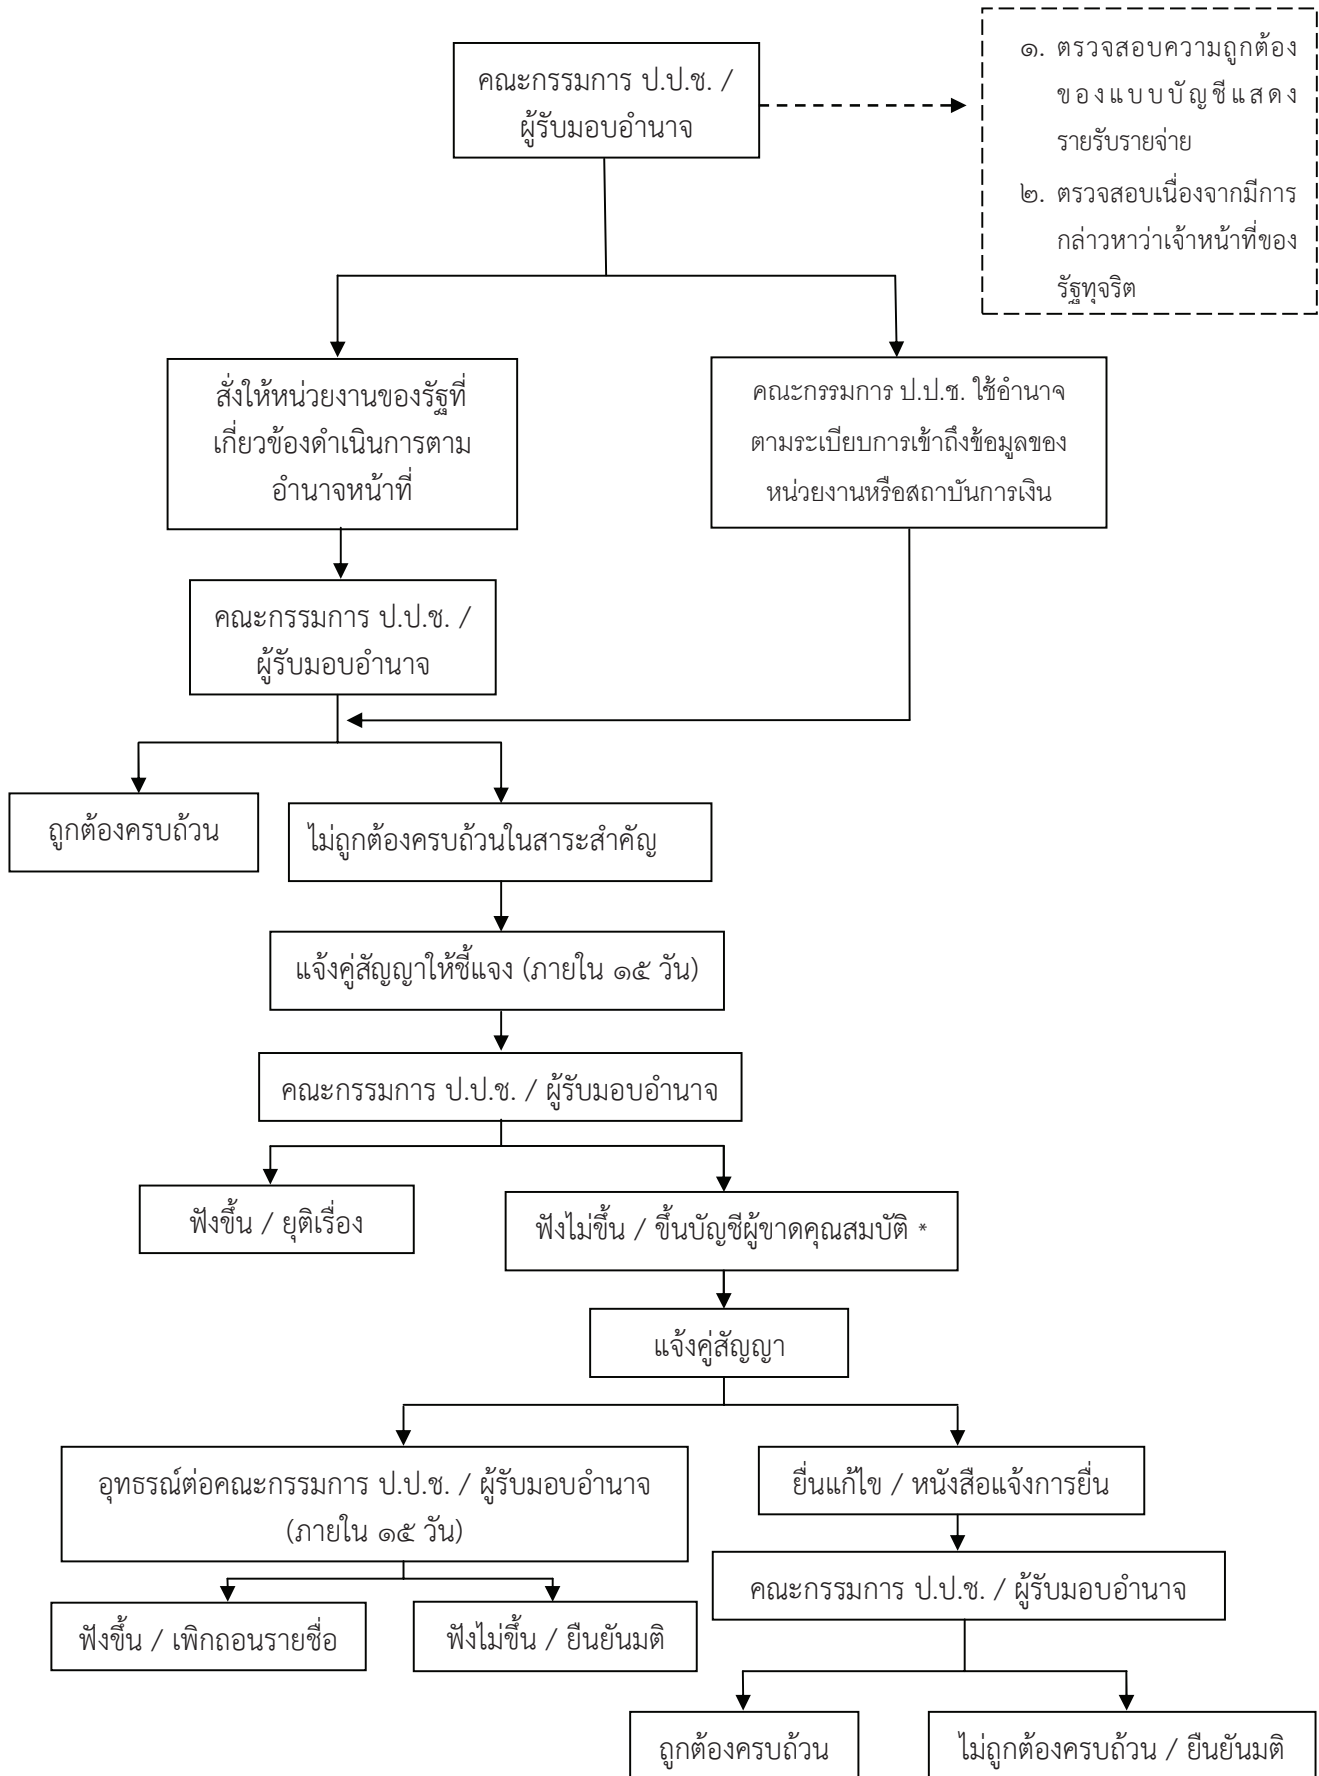 คณะกรรมการ ป.ป.ช. /
ผู้รับมอบอำนาจ
๑. ตรวจสอบความถูกต้อง
ของแบบบัญชีแสดง
รายรับรายจ่าย
๒. ตรวจสอบเนื่องจากมีการ
กล่าวหาว่าเจ้าหน้าที่ของ
รัฐทุจริต
สั่งให้หน่วยงานของรัฐที่
เกี่ยวข้องดำเนินการตาม
อำนาจหน้าที่
คณะกรรมการ ป.ป.ช. ใช้อำนาจ
ตามระเบียบการเข้าถึงข้อมูลของ
หน่วยงานหรือสถาบันการเงิน
คณะกรรมการ ป.ป.ช. /
ผู้รับมอบอำนาจ
ถูกต้องครบถ้วน
ไม่ถูกต้องครบถ้วนในสาระสำคัญ
แจ้งคู่สัญญาให้ชี้แจง (ภายใน ๑๕ วัน)
คณะกรรมการ ป.ป.ช. / ผู้รับมอบอำนาจ
ฟังขึ้น / ยุติเรื่อง
ฟังไม่ขึ้น / ขึ้นบัญชีผู้ขาดคุณสมบัติ *
แจ้งคู่สัญญา
อุทธรณ์ต่อคณะกรรมการ ป.ป.ช. / ผู้รับมอบอำนาจ
(ภายใน ๑๕ วัน)
ยื่นแก้ไข / หนังสือแจ้งการยื่น
คณะกรรมการ ป.ป.ช. / ผู้รับมอบอำนาจ
ฟังขึ้น / เพิกถอนรายชื่อ
ฟังไม่ขึ้น / ยืนยันมติ
ถูกต้องครบถ้วน
ไม่ถูกต้องครบถ้วน / ยืนยันมติ